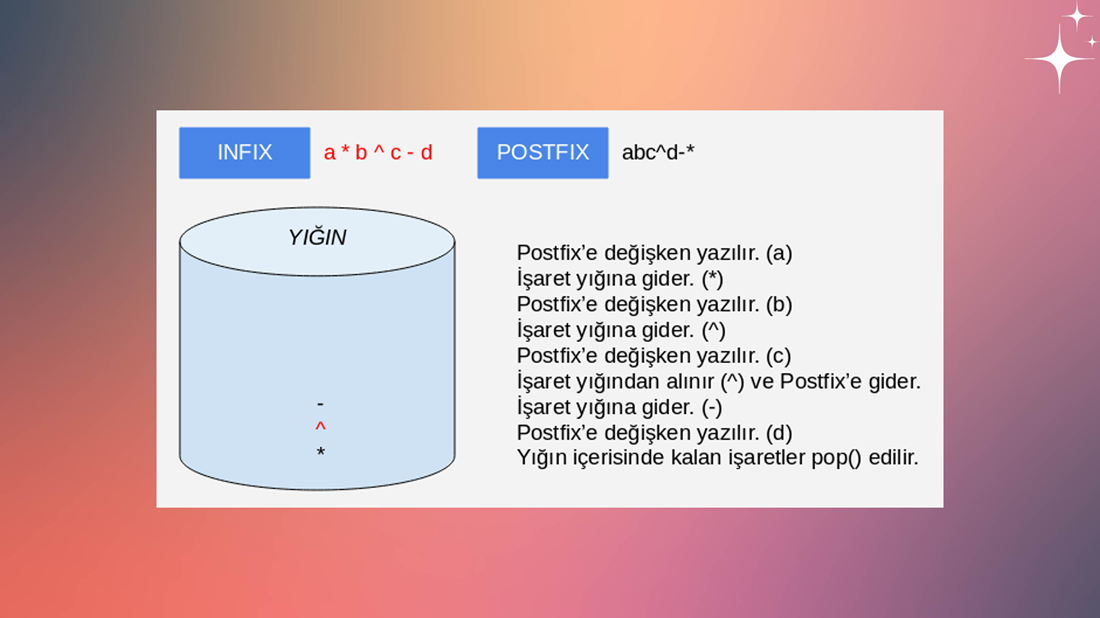 INFIX a * b ^ c - d POSTFIX abc^d-*
YIĞIN
-
^
*
Postfix’e değişken yazılır. (a)
İşaret yığına gider. (*)
Postfix’e değişken yazılır. (b)
İşaret yığına gider. (^)
Postfix’e değişken yazılır. (c)
İşaret yığından alınır (^) ve Postfix’e gider.
İşaret yığına gider. (-)
Postfix’e değişken yazılır. (d)
Yığın içerisinde kalan işaretler pop() edilir.